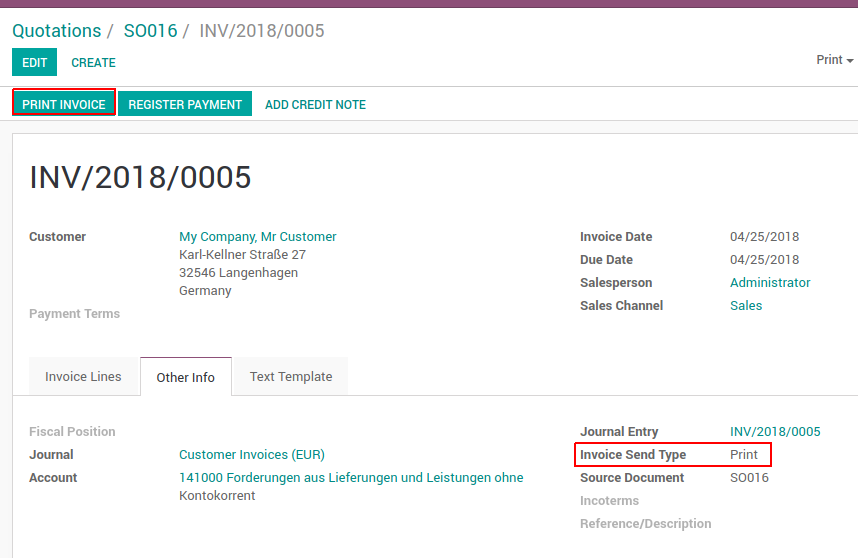 Quotations / SO016 / INV/2018/0005
EDIT CREATE Print
PRINT INVOICE REGISTER PAYMENT ADD CREDIT NOTE
INV/2018/0005
Customer My Company, Mr Customer
Karl-Kellner Straße 27
32546 Langenhagen
Germany
Payment Terms
Invoice Date 04/25/2018
Due Date 04/25/2018
Salesperson Administrator
Sales Channel Sales
Invoice Lines Other Info Text Template
Fiscal Position
Journal Customer Invoices (EUR)
Account 141000 Forderungen aus Lieferungen und Leistungen ohne
Kontokorrent
Journal Entry INV/2018/0005
Invoice Send Type Print
Source Document SO016
Incoterms
Reference/Description